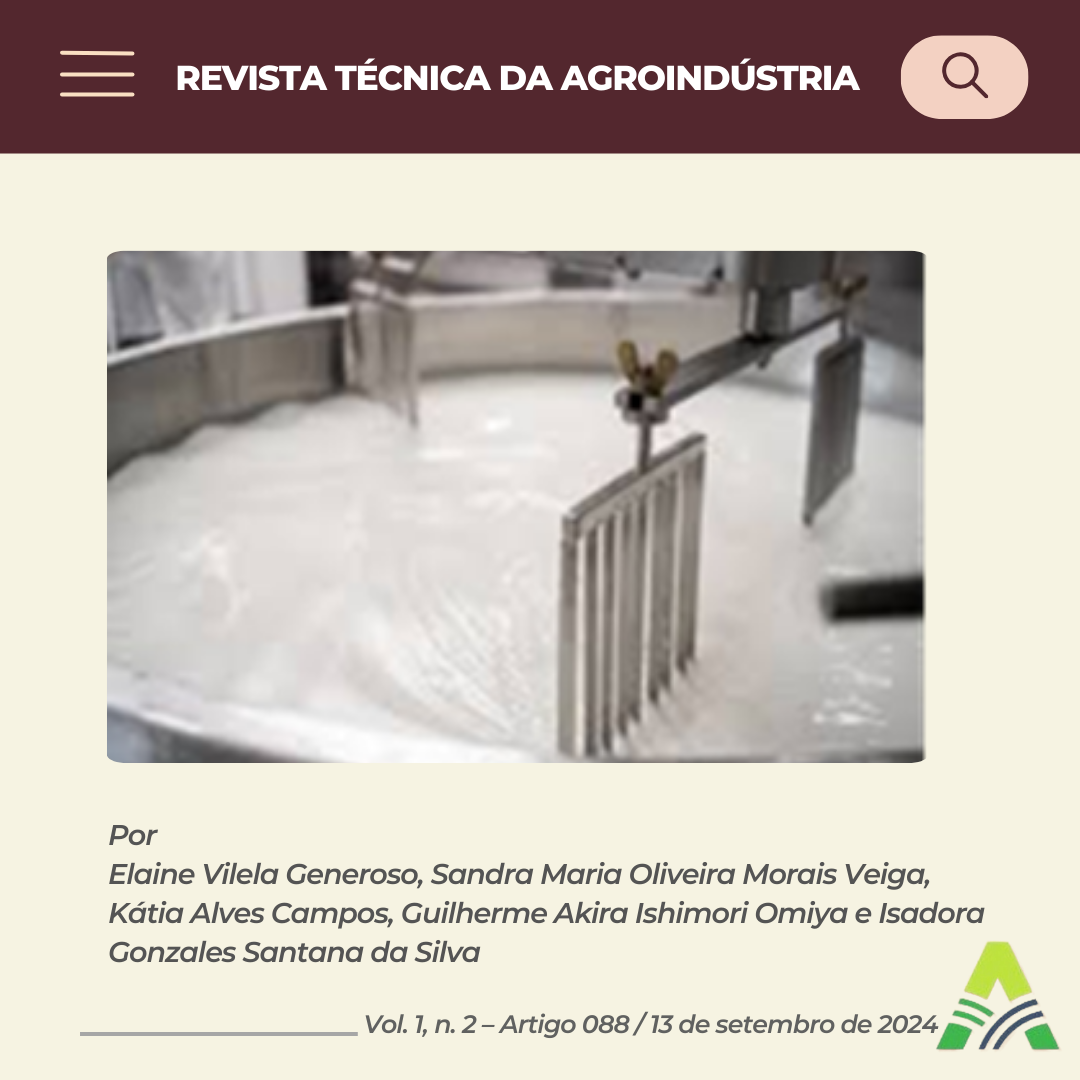 REVISTA TÉCNICA DA AGROINDÚSTRIA
Por
Elaine Vilela Generoso, Sandra Maria Oliveira Morais Veiga,
Kátia Alves Campos, Guilherme Akira Ishimori Omiya e Isadora
Gonzales Santana da Silva
Vol. 1, n. 2 – Artigo 088 / 13 de setembro de 2024